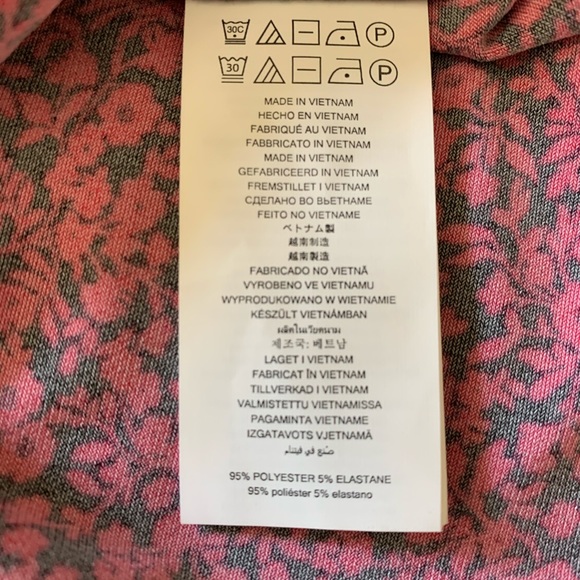 30C P
30 P
MADE IN VIETNAM
HECHO EN VIETNAM
FABRIQUÉ AU VIETNAM
FABBRICATO IN VIETNAM
MADE IN VIETNAM
GEFABRICEERD IN VIETNAM
FREMSTILLET I VIETNAM
СДЕЛАНО ВО ВЬЕТНАМЕ
FEITO NO VIETNAME
ベトナム製
越南制造
越南製造
FABRICADO NO VIETNÃ
VYROBENO VE VIETNAMU
WYPRODUKOWANO W WIETNAMIE
KÉSZÜLT VIETNÁMBAN
ผลิตในเวียดนาม
제조국: 베트남
LAGET I VIETNAM
FABRICAT ÎN VIETNAM
TILLVERKAD I VIETNAM
VALMISTETTU VIETNAMISSA
PAGAMINTA VIETNAME
IZGATAVOTS VJETNAMĀ
صنع في فيتنام
95% POLYESTER 5% ELASTANE
95% poliéster 5% elastano